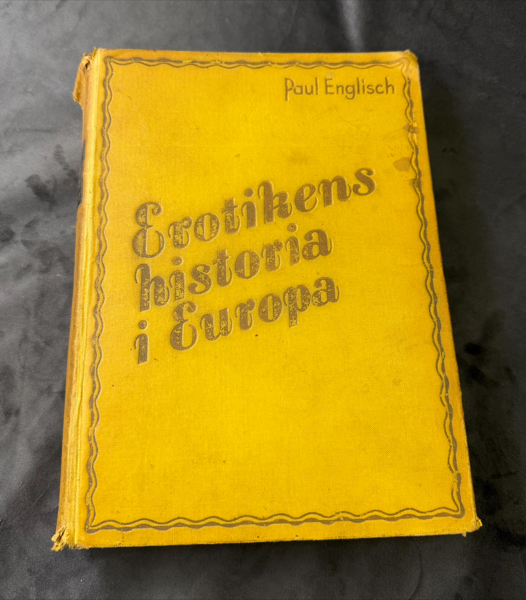 Paul Englisch
Erotikens
historia
i Europa